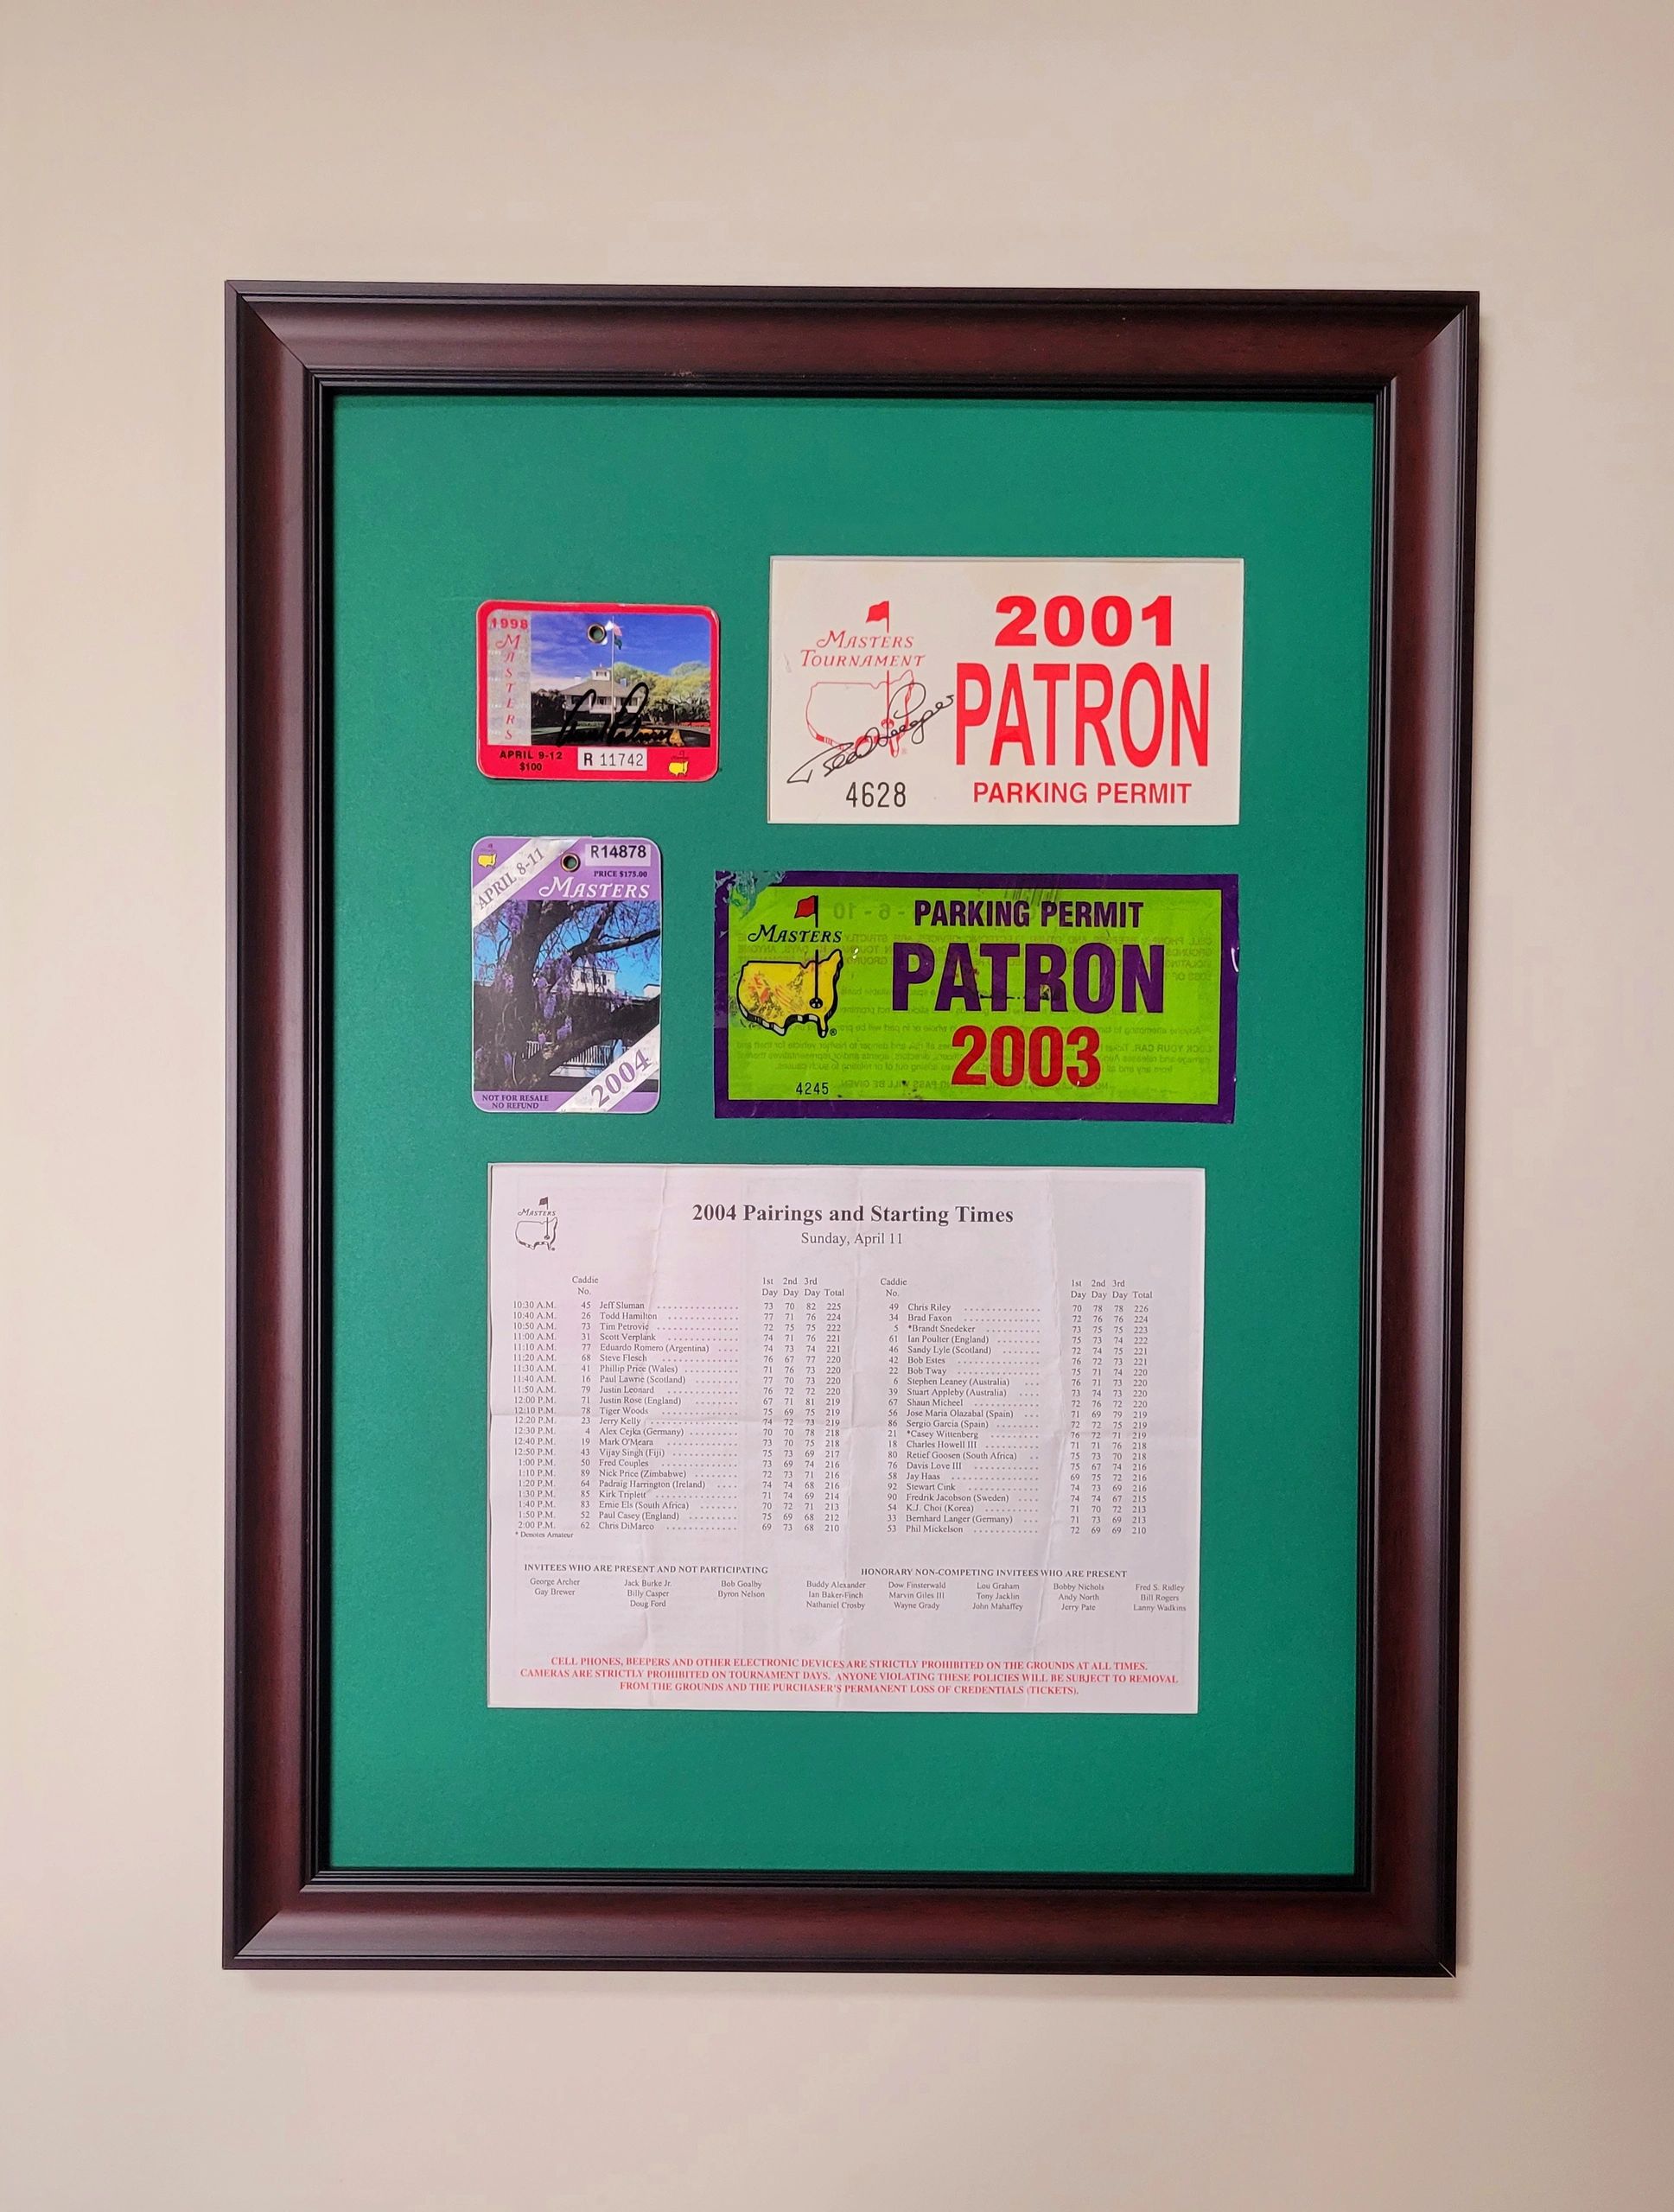 1998
MASTERS
APRIL 9-12
$100
R 11742
MASTERS
TOURNAMENT
4628
2001
PATRON
PARKING PERMIT
APRIL 8-11
R14878
PRICE $175.00
MASTERS
2004
NOT FOR RESALE
NO REFUND
MASTERS
4245
PARKING PERMIT
PATRON
2003
MASTERS
2004 Pairings and Starting Times
Sunday, April 11
Caddie No. 1st Day 2nd Day 3rd Day Total Caddie No. 1st Day 2nd Day 3rd Day Total
10:30 A.M. 45 Jeff Sluman 73 70 82 225 49 Chris Riley 70 78 78 226
10:40 A.M. 26 Todd Hamilton 77 71 76 224 34 Brad Faxon 72 76 76 224
10:50 A.M. 73 Tim Petrovic 72 75 75 222 5 *Brandt Snedeker 73 75 75 223
11:00 A.M. 31 Scott Verplank 74 71 76 221 61 Ian Poulter (England) 75 73 74 222
11:10 A.M. 77 Eduardo Romero (Argentina) 74 73 74 221 46 Sandy Lyle (Scotland) 72 74 75 221
11:20 A.M. 68 Steve Flesch 76 67 77 220 42 Bob Estes 76 72 73 221
11:30 A.M. 41 Phillip Price (Wales) 71 76 73 220 22 Bob Tway 75 71 74 220
11:40 A.M. 16 Paul Lawrie (Scotland) 77 70 73 220 6 Stephen Leaney (Australia) 76 71 73 220
11:50 A.M. 79 Justin Leonard 76 72 72 220 39 Stuart Appleby (Australia) 73 74 73 220
12:00 P.M. 71 Justin Rose (England) 67 71 81 219 67 Shaun Micheel 72 76 72 220
12:10 P.M. 78 Tiger Woods 75 69 75 219 56 Jose Maria Olazabal (Spain) 71 69 79 219
12:20 P.M. 23 Jerry Kelly 74 72 73 219 86 Sergio Garcia (Spain) 72 72 75 219
12:30 P.M. 4 Alex Cejka (Germany) 70 70 78 218 21 *Casey Wittenberg 76 72 71 219
12:40 P.M. 19 Mark O'Meara 73 70 75 218 18 Charles Howell III 71 71 76 218
12:50 P.M. 43 Vijay Singh (Fiji) 75 73 69 217 80 Retief Goosen (South Africa) 75 73 70 218
1:00 P.M. 50 Fred Couples 73 69 74 216 76 Davis Love III 75 67 74 216
1:10 P.M. 89 Nick Price (Zimbabwe) 72 73 71 216 58 Jay Haas 69 75 72 216
1:20 P.M. 64 Padraig Harrington (Ireland) 74 74 68 216 92 Stewart Cink 74 73 69 216
1:30 P.M. 85 Kirk Triplett 71 74 69 214 90 Fredrik Jacobson (Sweden) 74 74 67 215
1:40 P.M. 83 Ernie Els (South Africa) 70 72 71 213 54 K.J. Choi (Korea) 71 70 72 213
1:50 P.M. 52 Paul Casey (England) 75 69 68 212 33 Bernhard Langer (Germany) 71 73 69 213
2:00 P.M. 62 Chris DiMarco 69 73 68 210 53 Phil Mickelson 72 69 69 210
* Denotes Amateur
INVITEES WHO ARE PRESENT AND NOT PARTICIPATING
George Archer Jack Burke Jr. Bob Goalby
Gay Brewer Billy Casper Byron Nelson
Doug Ford
HONORARY NON-COMPETING INVITEES WHO ARE PRESENT
Buddy Alexander Dow Finsterwald Lou Graham Bobby Nichols Fred S. Ridley
Ian Baker-Finch Marvin Giles III Tony Jacklin Andy North Bill Rogers
Nathaniel Crosby Wayne Grady John Mahaffey Jerry Pate Lanny Wadkins
CELL PHONES, BEEPERS AND OTHER ELECTRONIC DEVICES ARE STRICTLY PROHIBITED ON THE GROUNDS AT ALL TIMES.
CAMERAS ARE STRICTLY PROHIBITED ON TOURNAMENT DAYS. ANYONE VIOLATING THESE POLICIES WILL BE SUBJECT TO REMOVAL
FROM THE GROUNDS AND THE PURCHASER'S PERMANENT LOSS OF CREDENTIALS (TICKETS).